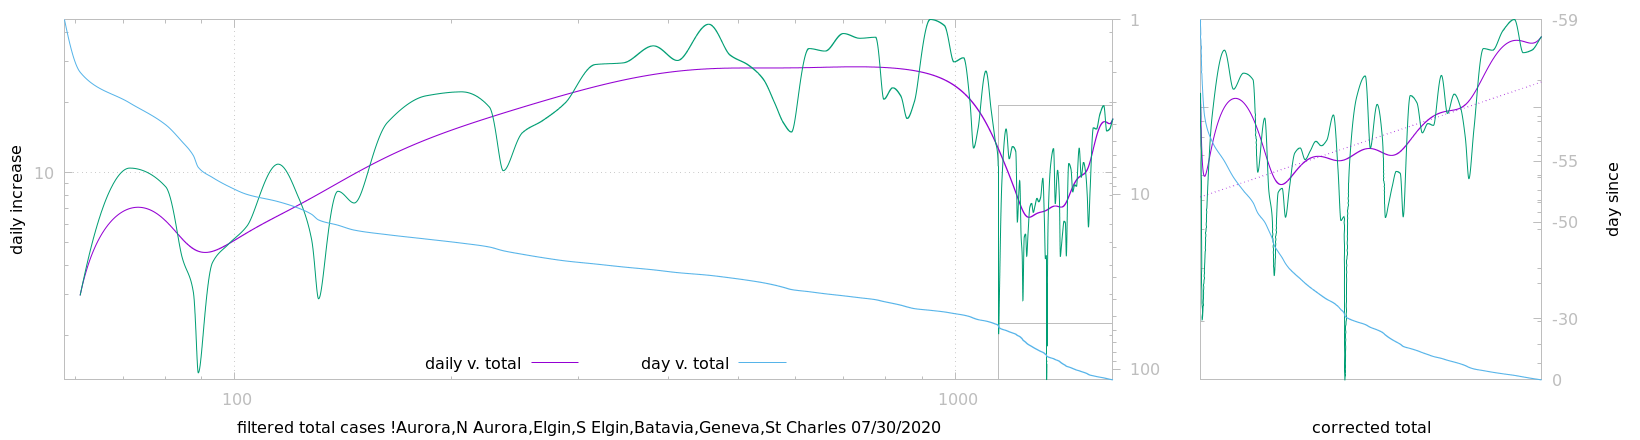 1
-59
daily increase
10
10
-55
-50
day since
-30
daily v. total
day v. total
100
0
100
1000
filtered total cases !Aurora,N Aurora,Elgin,S Elgin,Batavia,Geneva,St Charles 07/30/2020
corrected total